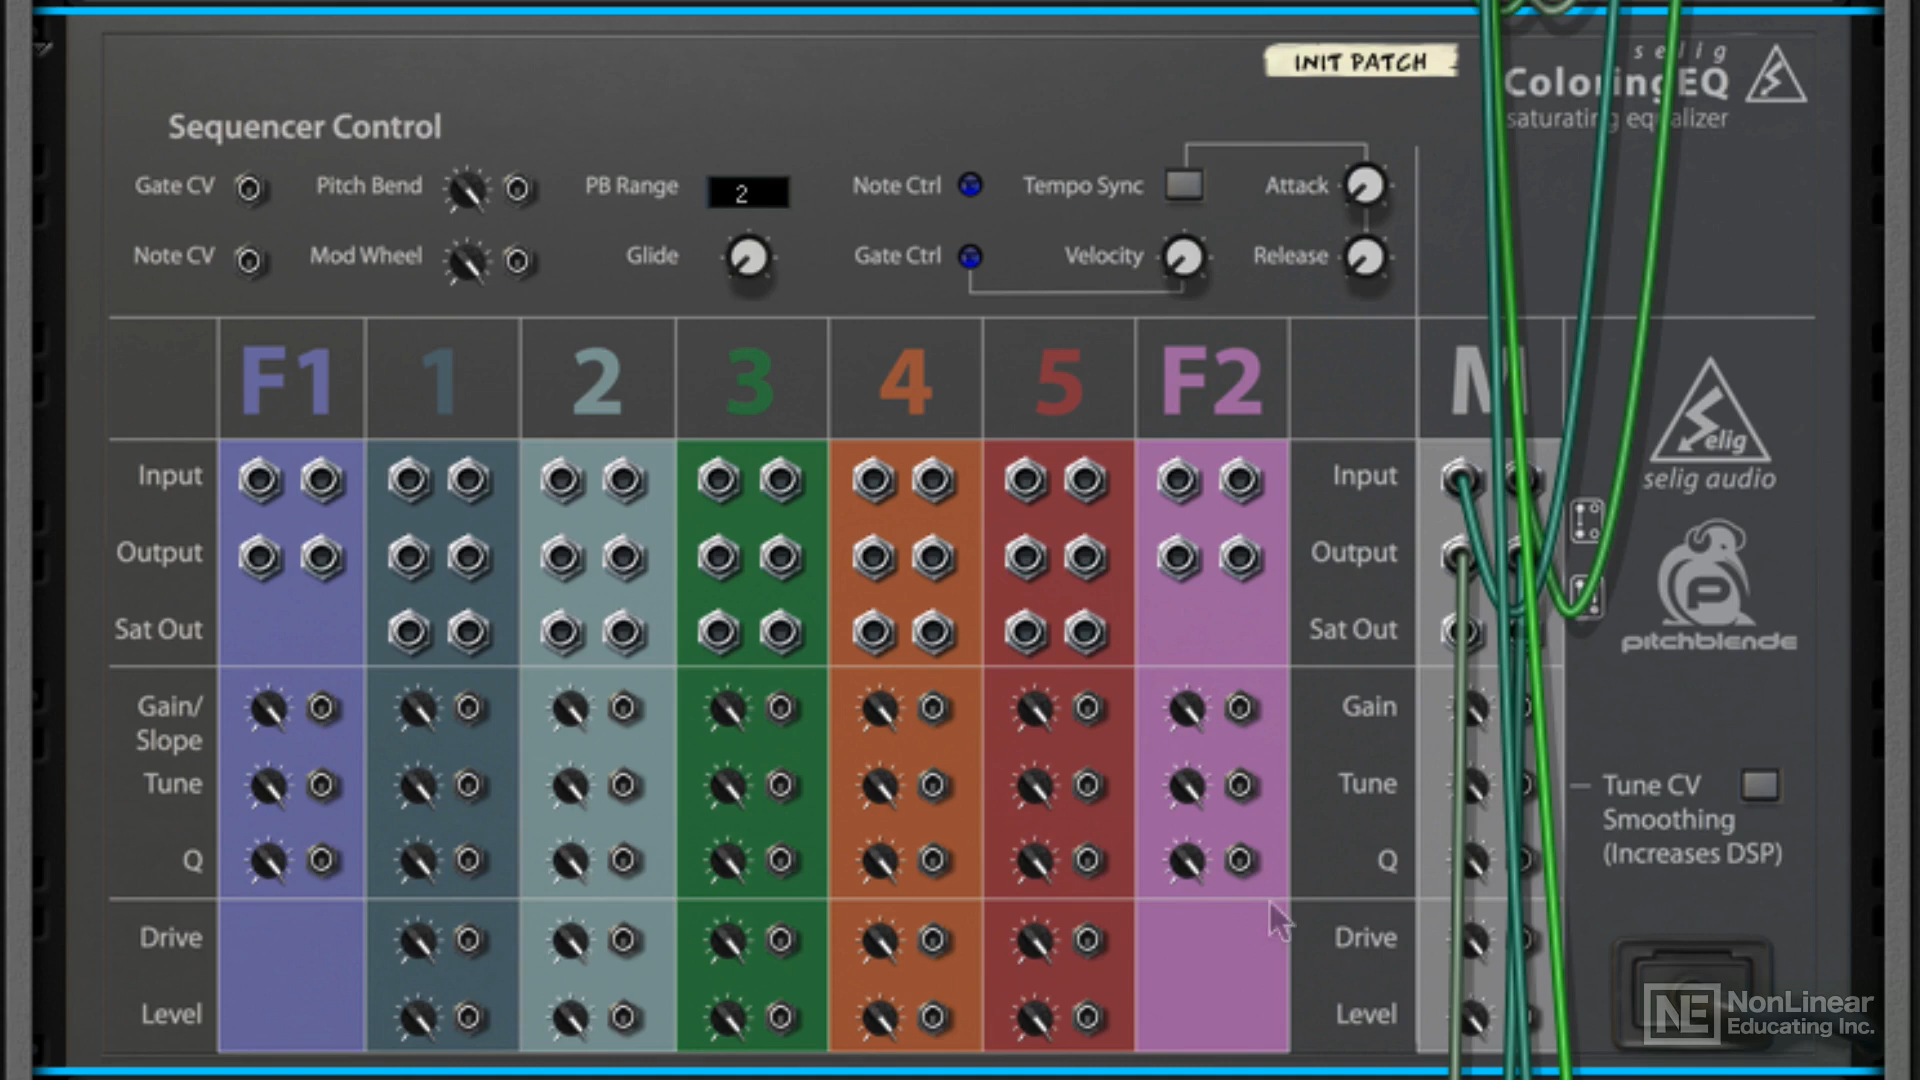 INIT PATCH
selig
ColoringEQ
saturating equalizer
Sequencer Control
Gate CV Pitch Bend PB Range 2 Note Ctrl Tempo Sync Attack
Note CV Mod Wheel Glide Gate Ctrl Velocity Release
F1 1 2 3 4 5 F2 M
Input Input
Output Output
Sat Out Sat Out
Gain/ Gain
Slope
Tune Tune
Q Q
Drive Drive
Level Level
Selig
selig audio
P
pitchblende
Tune CV
Smoothing
(Increases DSP)
NE NonLinear
Educating Inc.